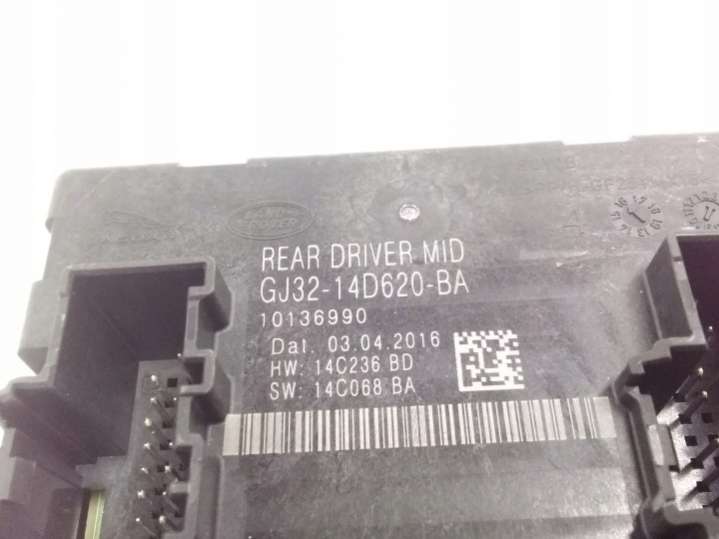 REAR DRIVER MID
GJ32-14D620-BA
10136990
Dat. 03.04.2016
HW: 14C236 BD
SW: 14C068 BA